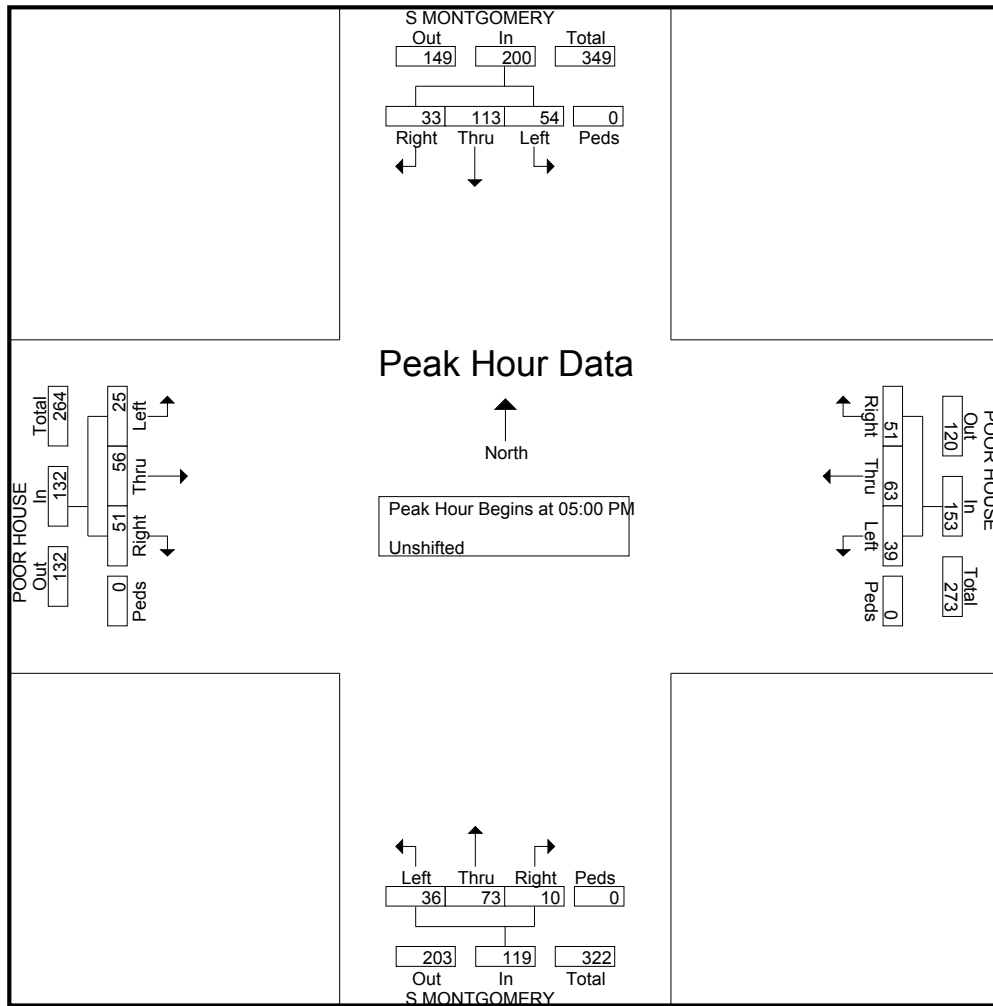 S MONTGOMERY
Out In Total
149 200 349
33 113 54 0
Right Thru Left Peds
Peak Hour Data
North
Peak Hour Begins at 05:00 PM
Unshifted
POOR HOUSE
Out In Total
132 132 264
51 56 25
Right Thru Left
0
Peds
POOR HOUSE
Out In Total
120 153 273
51 63 39 0
Right Thru Left Peds
Left Thru Right Peds
36 73 10 0
203 119 322
Out In Total
S MONTGOMERY